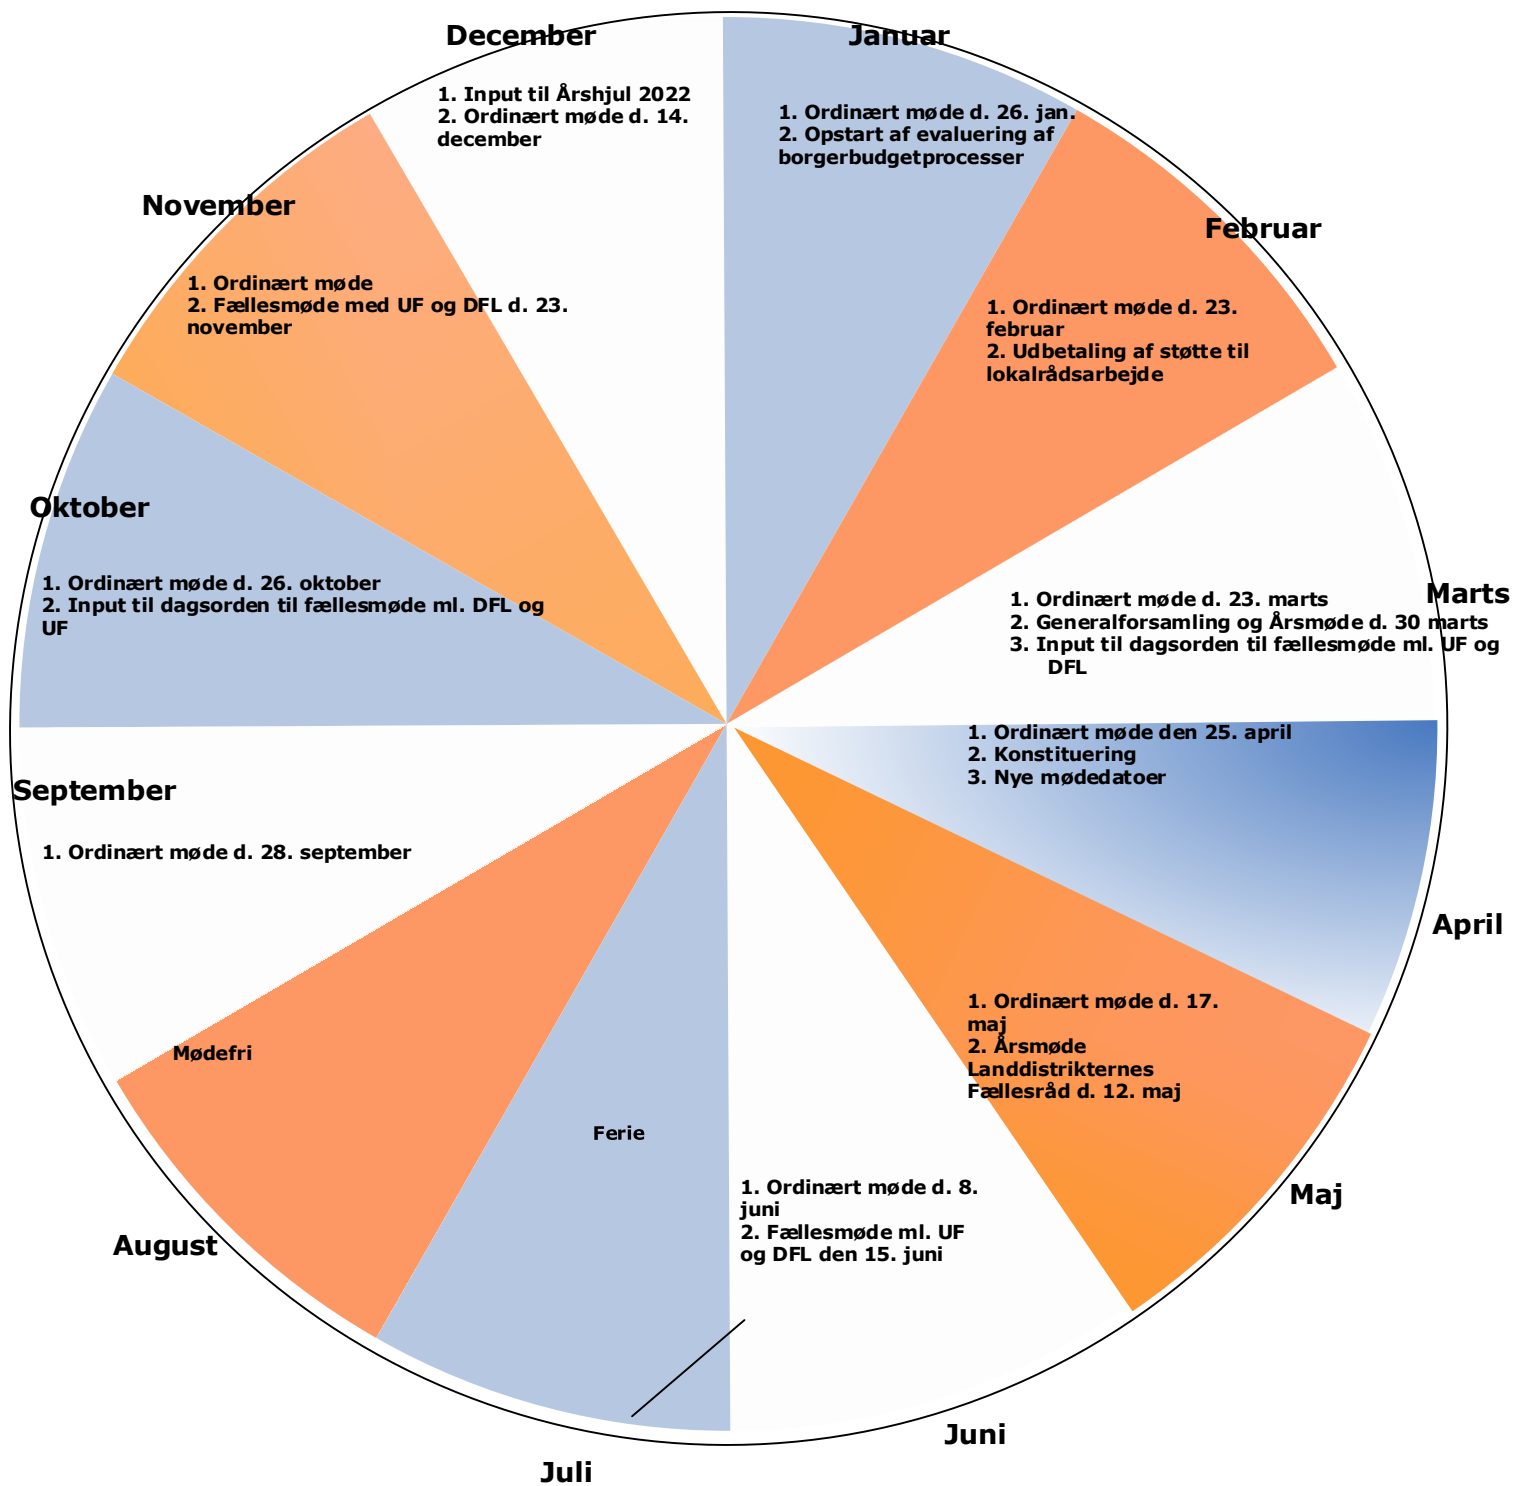 Januar
1. Ordinært møde d. 26. jan.
2. Opstart af evaluering af
borgerbudgetprocesser
Februar
1. Ordinært møde d. 23.
februar
2. Udbetaling af støtte til
lokalrådsarbejde
Marts
1. Ordinært møde d. 23. marts
2. Generalforsamling og Årsmøde d. 30 marts
3. Input til dagsorden til fællesmøde ml. UF og
DFL
April
1. Ordinært møde den 25. april
2. Konstituering
3. Nye mødedatoer
Maj
1. Ordinært møde d. 17.
maj
2. Årsmøde
Landdistrikternes
Fællesråd d. 12. maj
Juni
1. Ordinært møde d. 8.
juni
2. Fællesmøde ml. UF
og DFL den 15. juni
Juli
Ferie
August
Mødefri
September
1. Ordinært møde d. 28. september
Oktober
1. Ordinært møde d. 26. oktober
2. Input til dagsorden til fællesmøde ml. DFL og
UF
November
1. Ordinært møde
2. Fællesmøde med UF og DFL d. 23.
november
December
1. Input til Årshjul 2022
2. Ordinært møde d. 14.
december